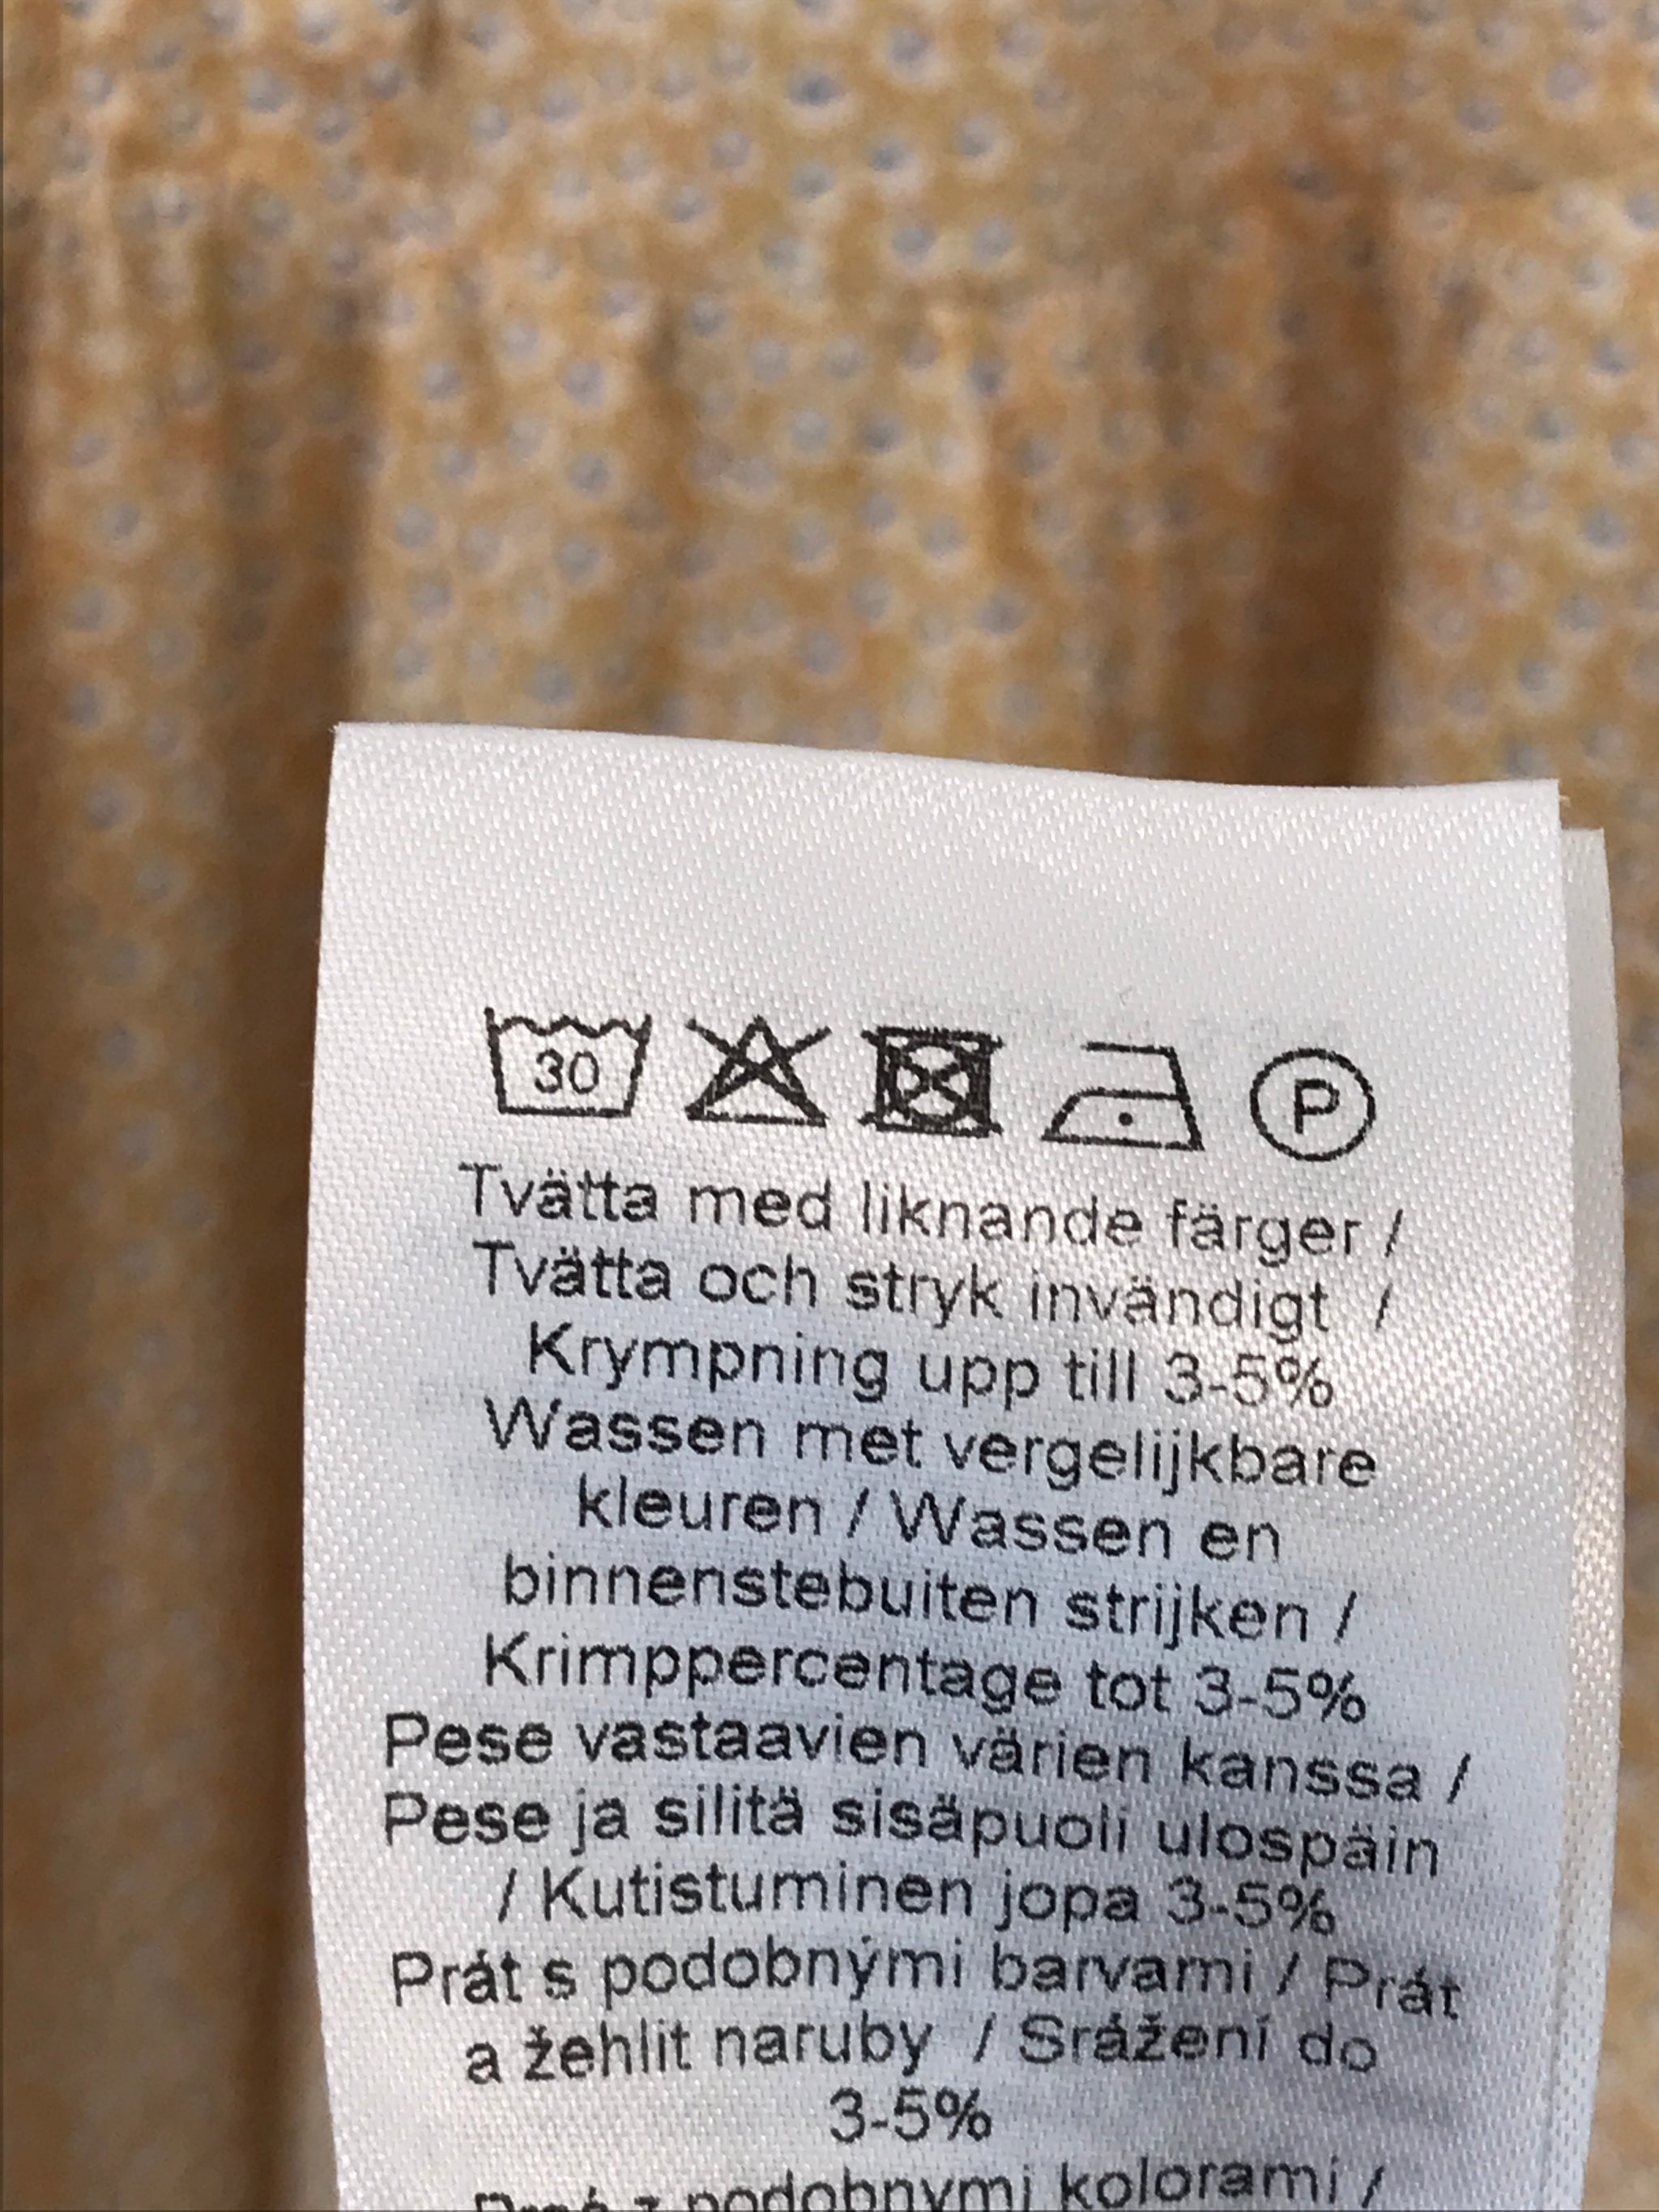 30
P
Tvätta med liknande färger /
Tvätta och stryk invändigt /
Krympning upp till 3-5%
Wassen met vergelijkbare
kleuren / Wassen en
binnenstebuiten strijken /
Krimppercentage tot 3-5%
Pese vastaavien värien kanssa /
Pese ja silitä sisäpuoli ulospäin
/ Kutistuminen jopa 3-5%
Prát s podobnými barvami / Prát
a žehlit naruby / Srážení do
3-5%
z podobnymi kolorami /